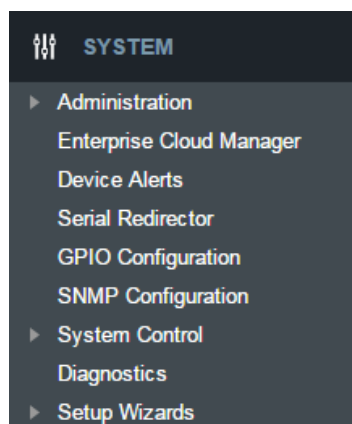 SYSTEM
Administration
Enterprise Cloud Manager
Device Alerts
Serial Redirector
GPIO Configuration
SNMP Configuration
System Control
Diagnostics
Setup Wizards